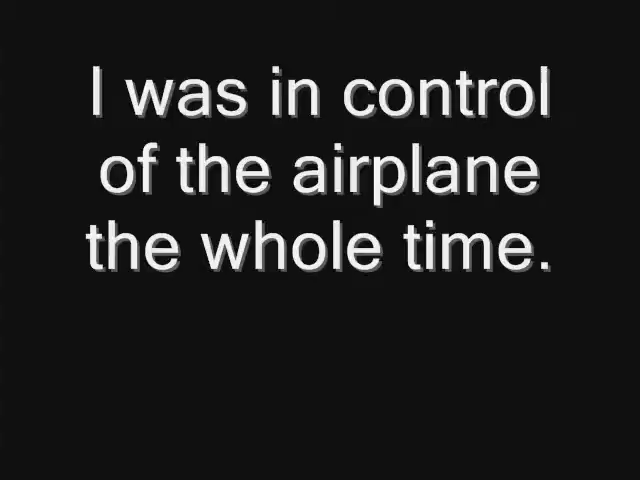 I was in control
of the airplane
the whole time.